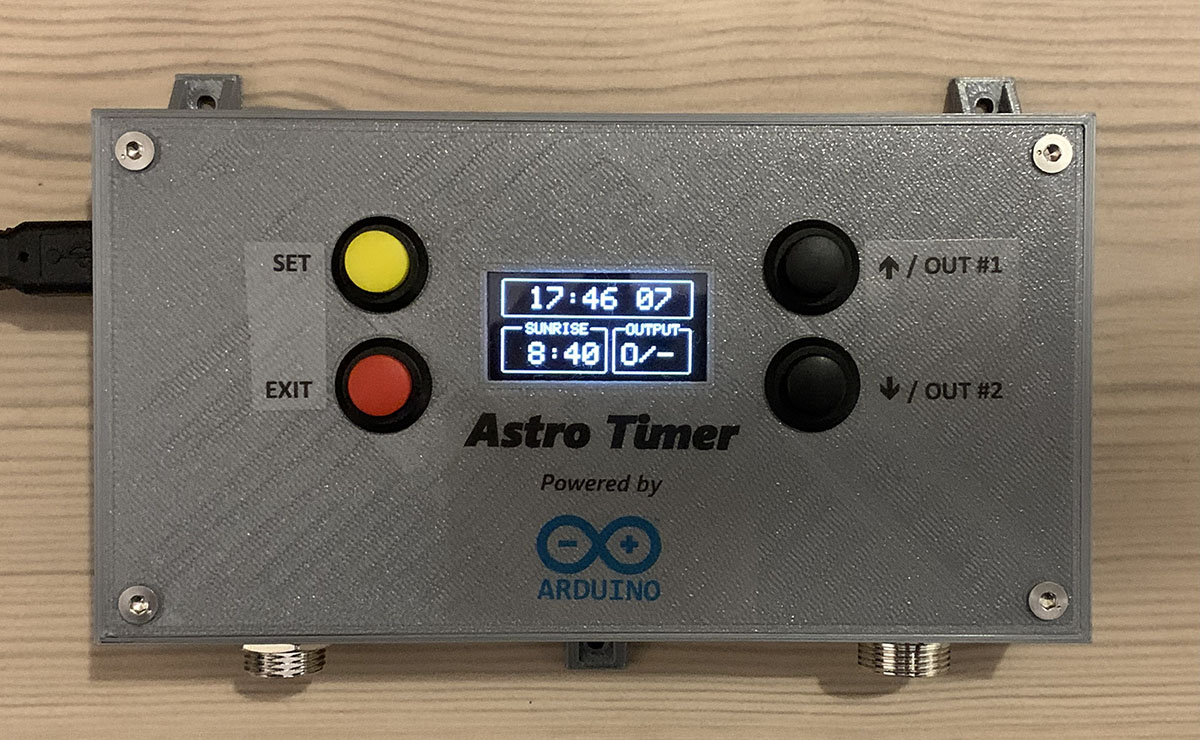 SET
EXIT
17:46 07
SUNRISE
8:40
OUTPUT
0/-
↑ / OUT #1
↓ / OUT #2
Astro Timer
Powered by
ARDUINO